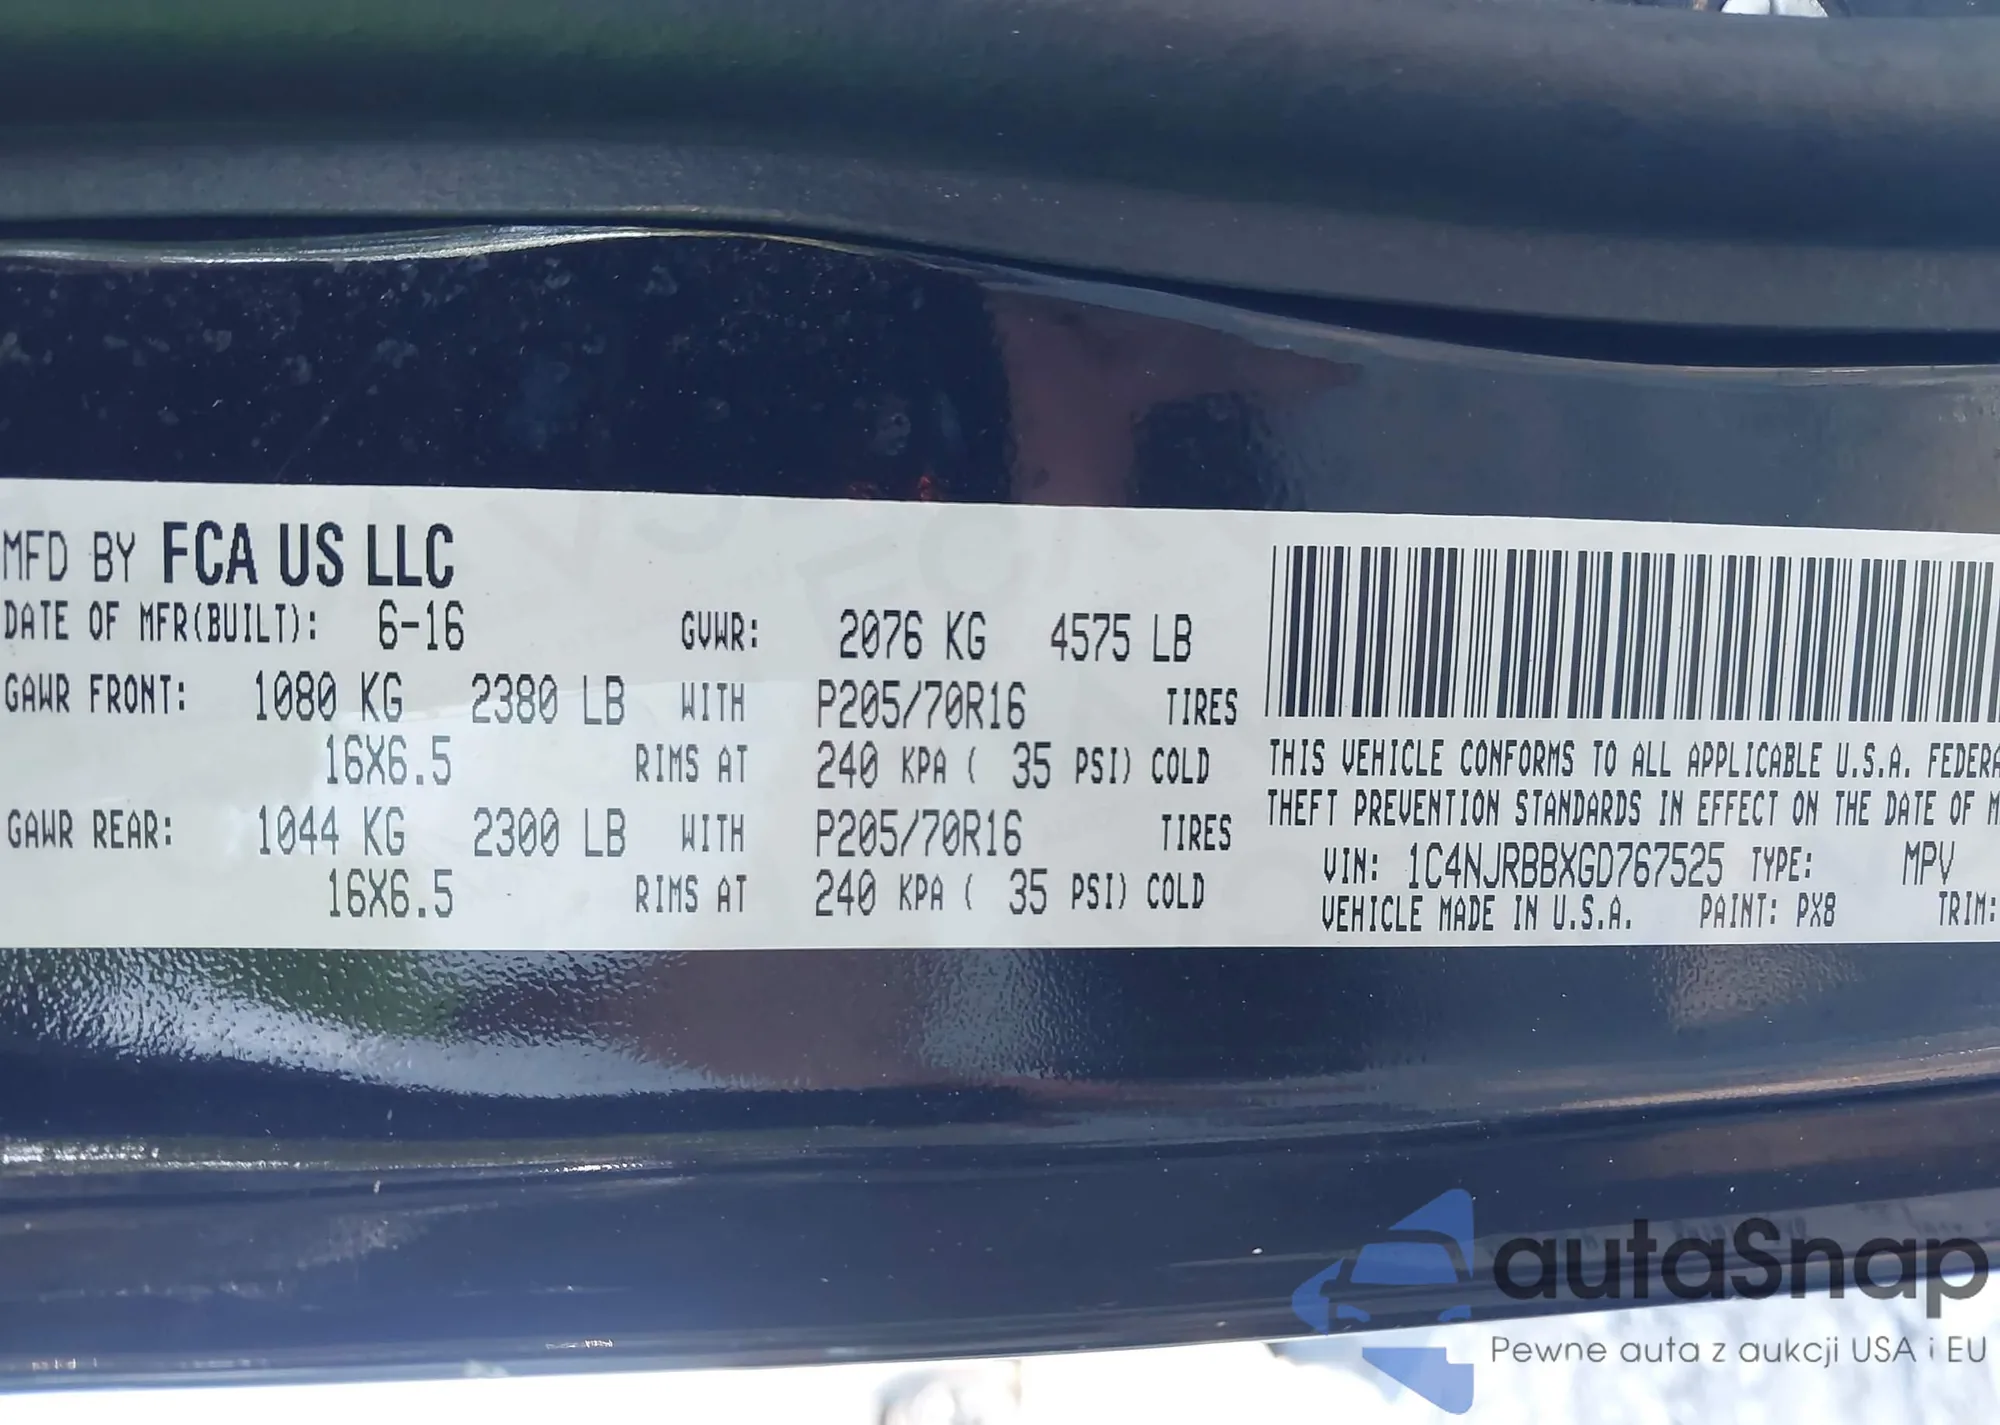 MFD BY FCA US LLC
DATE OF MFR(BUILT): 6-16 GVWR: 2076 KG 4575 LB
GAWR FRONT: 1080 KG 2380 LB WITH P205/70R16 TIRES
16X6.5 RIMS AT 240 KPA ( 35 PSI) COLD
GAWR REAR: 1044 KG 2300 LB WITH P205/70R16 TIRES
16X6.5 RIMS AT 240 KPA ( 35 PSI) COLD
THIS VEHICLE CONFORMS TO ALL APPLICABLE U.S.A. FEDERA
THEFT PREVENTION STANDARDS IN EFFECT ON THE DATE OF M
VIN: 1C4NJRBBXGD767525 TYPE: MPV
VEHICLE MADE IN U.S.A. PAINT: PX8 TRIM:
autaSnap
Pewne auta z aukcji USA i EU